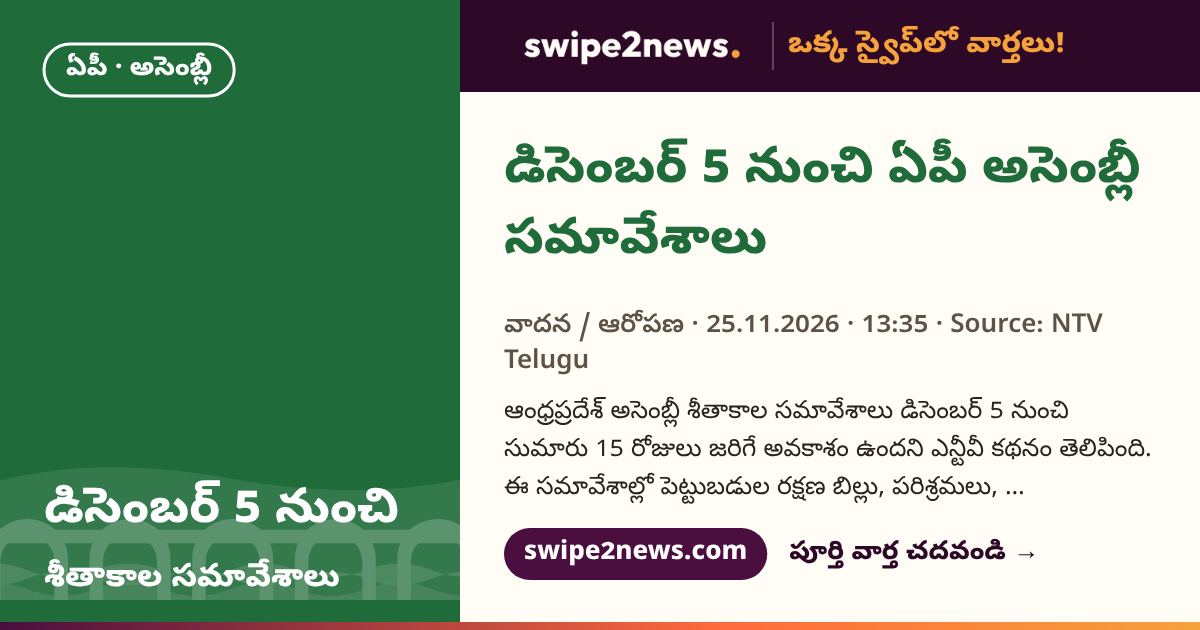 ఏపీ · అసెంబ్లీ
డిసెంబర్ 5 నుంచి
శీతాకాల సమావేశాలు
swipe2news. ఒక్క స్వైప్‌లో వార్తలు!
డిసెంబర్ 5 నుంచి ఏపీ అసెంబ్లీ
సమావేశాలు
వాదన / ఆరోపణ · 25.11.2026 · 13:35 · Source: NTV
Telugu
ఆంధ్రప్రదేశ్ అసెంబ్లీ శీతాకాల సమావేశాలు డిసెంబర్ 5 నుంచి
సుమారు 15 రోజులు జరిగే అవకాశం ఉందని ఎన్టీవీ కథనం తెలిపింది.
ఈ సమావేశాల్లో పెట్టుబడుల రక్షణ బిల్లు, పరిశ్రమలు, ...
swipe2news.com పూర్తి వార్త చదవండి →